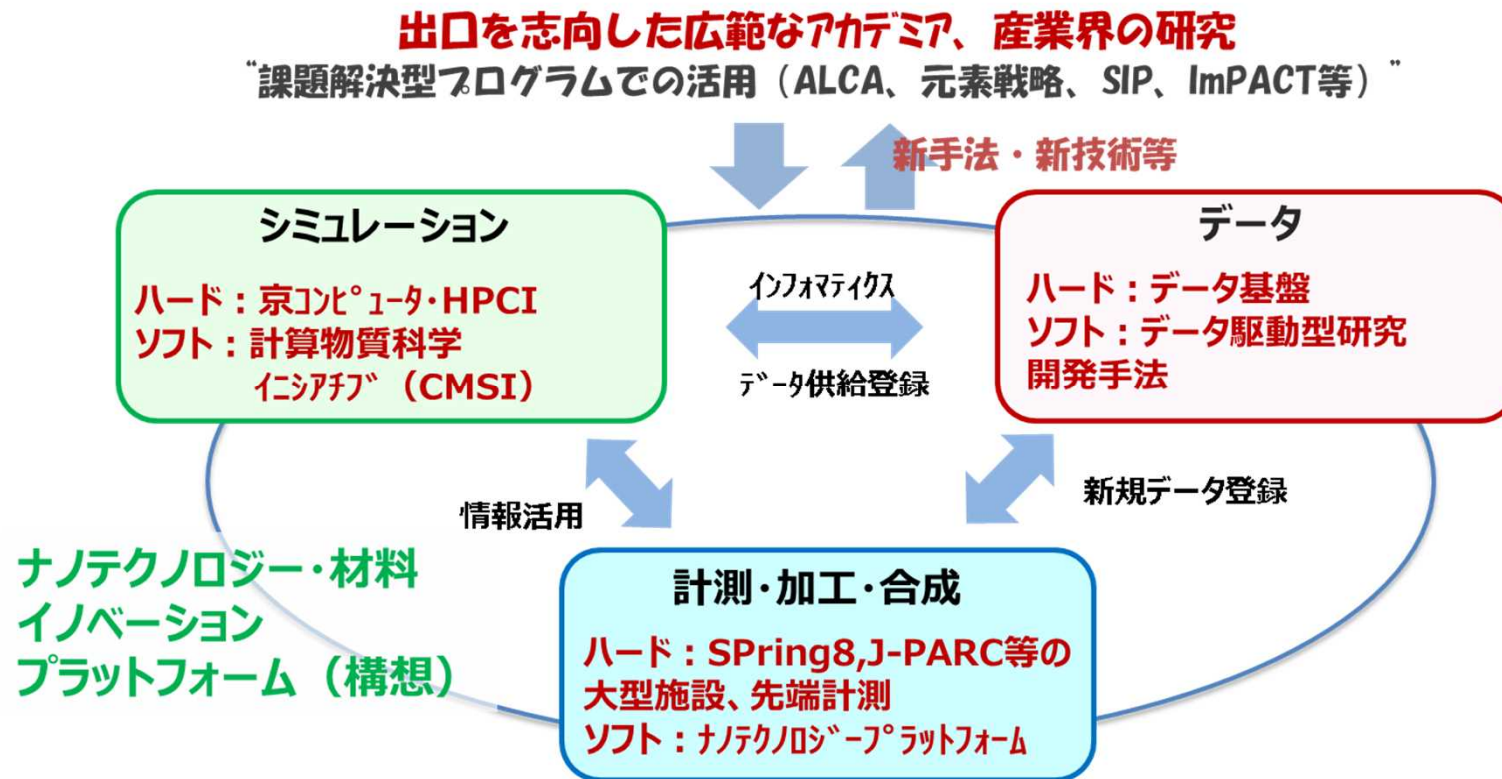 出口を志向した広範なｱｶﾃﾞﾐｱ、産業界の研究
"課題解決型プログラムでの活用（ALCA、元素戦略、SIP、ImPACT等）"
新手法・新技術等
シミュレーション
ハード：京ｺﾝﾋﾟｭｰﾀ･HPCI
ソフト：計算物質科学
ｲﾆｼｱﾁﾌﾞ（CMSI）
ｲﾝﾌｫﾏﾃｨｸｽ
ﾃﾞｰﾀ供給登録
データ
ハード：データ基盤
ソフト：データ駆動型研究
開発手法
情報活用
新規データ登録
ナノテクノロジー・材料
イノベーション
プラットフォーム（構想）
計測・加工・合成
ハード：SPring8,J-PARC等の
大型施設、先端計測
ソフト：ﾅﾉﾃｸﾉﾛｼﾞｰﾌﾟﾗｯﾄﾌｫｰﾑ